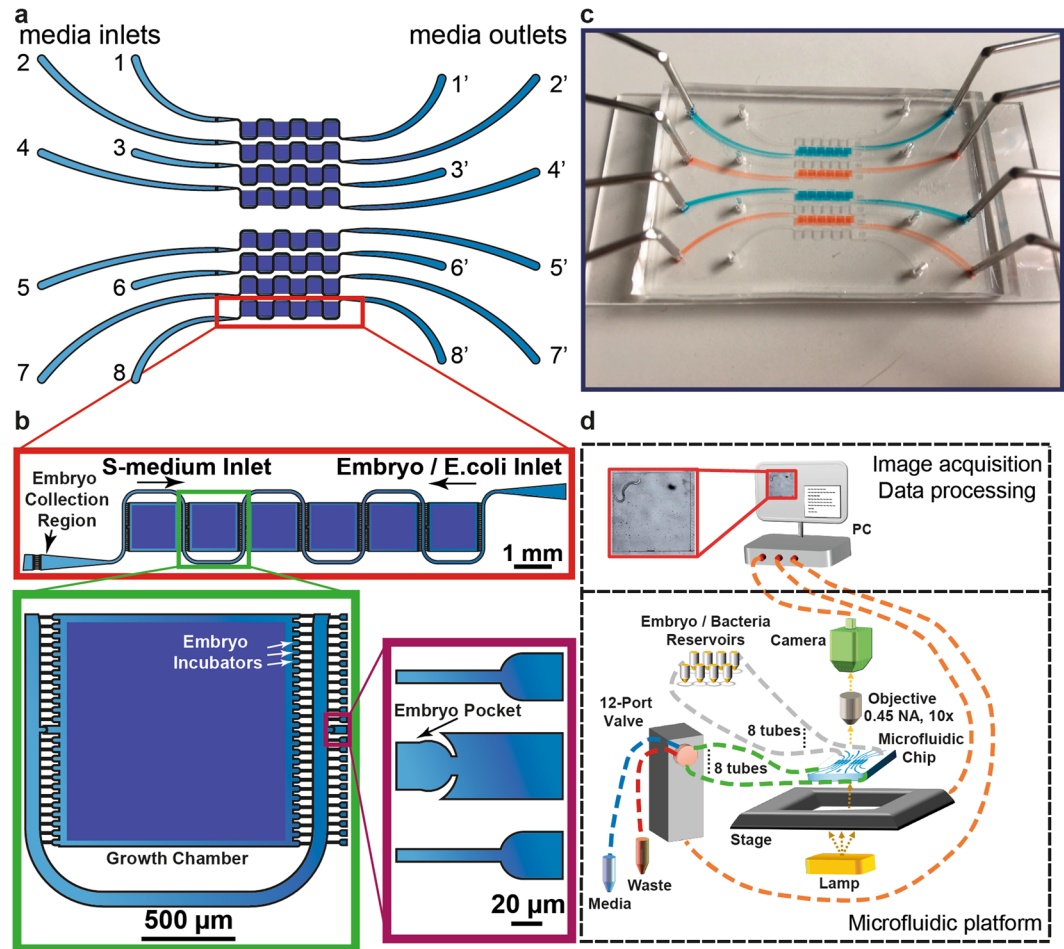 a
media inlets
media outlets
2
1
1’
2’
4
3
3’
4’
5
6
6’
5’
7
8
8’
7’
c
b
S-medium Inlet
Embryo / E.coli Inlet
Embryo
Collection
Region
1 mm
Embryo
Incubators
Growth Chamber
500 µm
Embryo Pocket
20 µm
d
Image acquisition
Data processing
PC
Embryo / Bacteria
Reservoirs
Camera
12-Port
Valve
Objective
0.45 NA, 10x
8 tubes
Microfluidic
Chip
8 tubes
Stage
Waste
Media
Lamp
Microfluidic platform